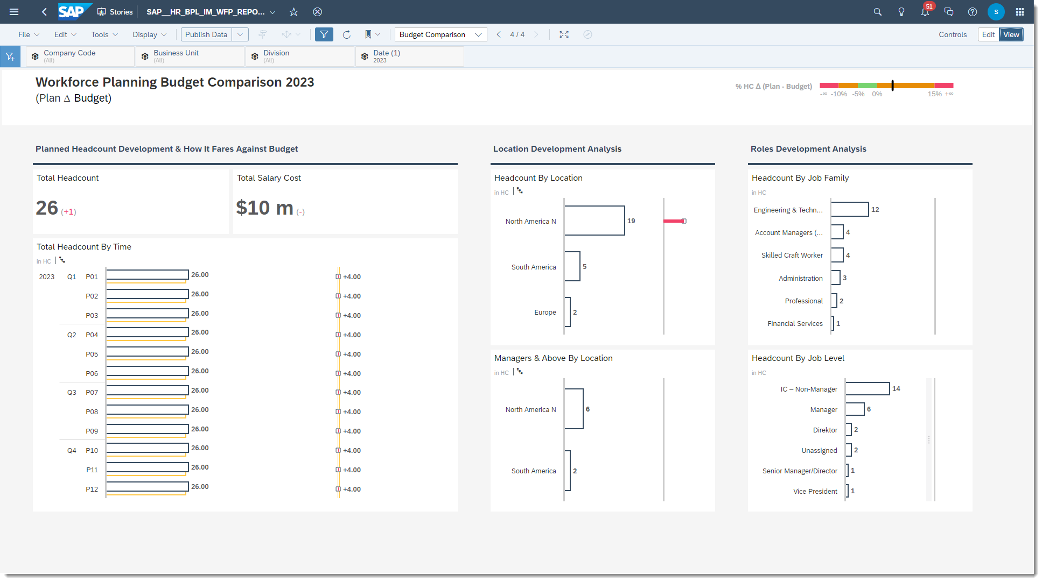 SAP Stories SAP__HR_BPL_IM_WFP_REPO... 51 S
File Edit Tools Display Publish Data Budget Comparison 4 / 4 Controls Edit View
Company Code Business Unit Division Date (1)
(All) (All) (All) 2023
Workforce Planning Budget Comparison 2023
(Plan Δ Budget)
% HC Δ (Plan - Budget)
-∞ -10% -5% 0% 15% +∞
Planned Headcount Development & How It Fares Against Budget
Total Headcount
26 (+1)
Total Salary Cost
$10 m (-)
Total Headcount By Time
in HC
2023 Q1 P01 26.00 +4.00
P02 26.00 +4.00
P03 26.00 +4.00
Q2 P04 26.00 +4.00
P05 26.00 +4.00
P06 26.00 +4.00
Q3 P07 26.00 +4.00
P08 26.00 +4.00
P09 26.00 +4.00
Q4 P10 26.00 +4.00
P11 26.00 +4.00
P12 26.00 +4.00
Location Development Analysis
Headcount By Location
in HC
North America N 19
South America 5
Europe 2
Managers & Above By Location
in HC
North America N 6
South America 2
Roles Development Analysis
Headcount By Job Family
in HC
Engineering & Techn... 12
Account Managers (... 4
Skilled Craft Worker 4
Administration 3
Professional 2
Financial Services 1
Headcount By Job Level
in HC
IC – Non-Manager 14
Manager 6
Direktor 2
Unassigned 2
Senior Manager/Director 1
Vice President 1